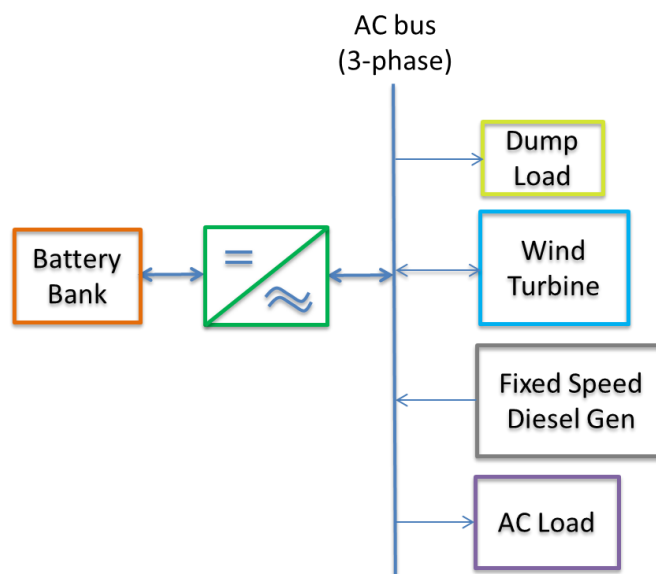 AC bus
(3-phase)
Dump
Load
Battery
Bank
Wind
Turbine
Fixed Speed
Diesel Gen
AC Load